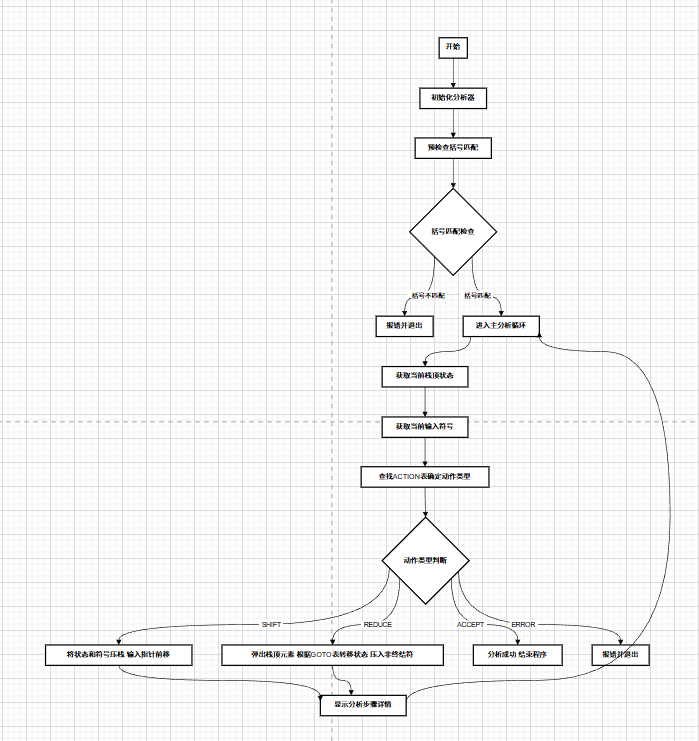 开始
初始化分析器
预检查括号匹配
括号匹配检查
括号不匹配
括号匹配
报错并退出
进入主分析循环
获取当前栈顶状态
获取当前输入符号
查找ACTION表确定动作类型
动作类型判断
SHIFT
REDUCE
ACCEPT
ERROR
将状态和符号压栈 输入指针前移
弹出栈顶元素 根据GOTO表转移状态 压入非终结符
分析成功 结束程序
报错并退出
显示分析步骤详情